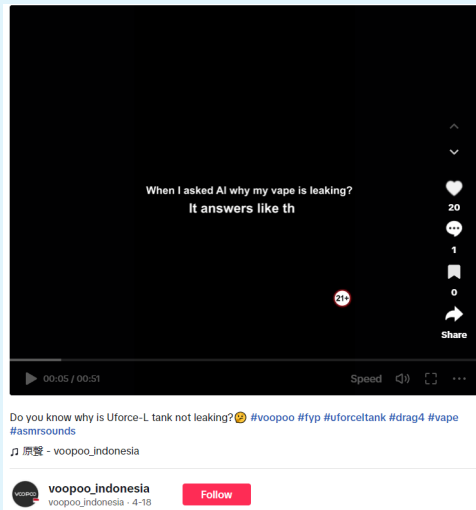 When I asked AI why my vape is leaking?
It answers like th
20
1
21+
0
Share
00:05 / 00:51
Speed
Do you know why is Uforce-L tank not leaking?🫤 #voopoo #fyp #uforceltank #drag4 #vape
#asmrsounds
♫ 原聲 - voopoo_indonesia
VOOPOO
voopoo_indonesia
voopoo_indonesia · 4-18
Follow